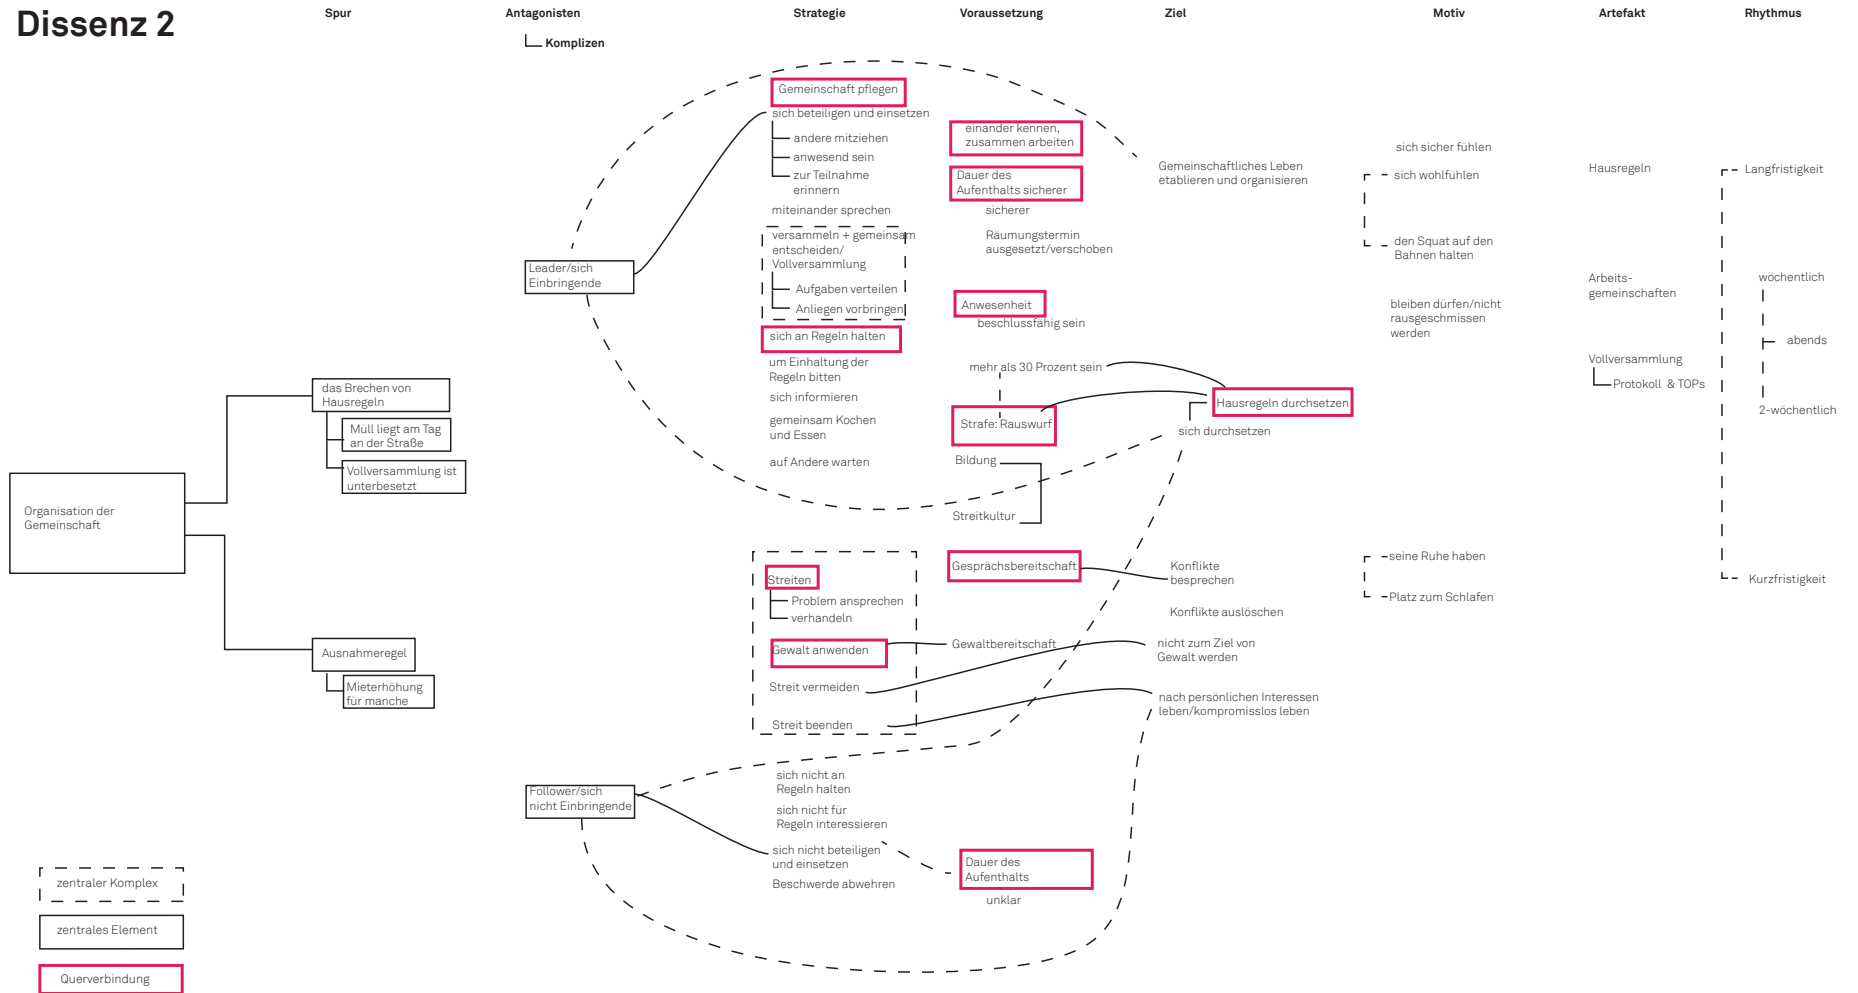 Dissenz 2
Spur
Antagonisten
Komplizen
Strategie
Voraussetzung
Ziel
Motiv
Artefakt
Rhythmus
Organisation der
Gemeinschaft
das Brechen von
Hausregeln
Müll liegt am Tag
an der Straße
Vollversammlung ist
unterbesetzt
Ausnahmeregel
Mieterhöhung
für manche
Leader/sich
Einbringende
Follower/sich
nicht Einbringende
Gemeinschaft pflegen
sich beteiligen und einsetzen
andere mitziehen
anwesend sein
zur Teilnahme
erinnern
miteinander sprechen
versammeln + gemeinsam
entscheiden/
Vollversammlung
Aufgaben verteilen
Anliegen vorbringen
sich an Regeln halten
um Einhaltung der
Regeln bitten
sich informieren
gemeinsam Kochen
und Essen
auf Andere warten
Streiten
Problem ansprechen
verhandeln
Gewalt anwenden
Streit vermeiden
Streit beenden
sich nicht an
Regeln halten
sich nicht für
Regeln interessieren
sich nicht beteiligen
und einsetzen
Beschwerde abwehren
einander kennen,
zusammen arbeiten
Dauer des
Aufenthalts sicherer
sicherer
Räumungstermin
ausgesetzt/verschoben
Anwesenheit
beschlussfähig sein
mehr als 30 Prozent sein
Strafe: Rauswurf
Bildung
Streitkultur
Gesprächsbereitschaft
Gewaltbereitschaft
Dauer des
Aufenthalts
unklar
Gemeinschaftliches Leben
etablieren und organisieren
Hausregeln durchsetzen
sich durchsetzen
Konflikte
besprechen
Konflikte auslöschen
nicht zum Ziel von
Gewalt werden
nach persönlichen Interessen
leben/kompromisslos leben
sich sicher fühlen
sich wohlfühlen
den Squat auf den
Bahnen halten
bleiben dürfen/nicht
rausgeschmissen
werden
seine Ruhe haben
Platz zum Schlafen
Hausregeln
Arbeits-
gemeinschaften
Vollversammlung
Protokoll & TOPs
Langfristigkeit
wöchentlich
abends
2-wöchentlich
Kurzfristigkeit
zentraler Komplex
zentrales Element
Querverbindung